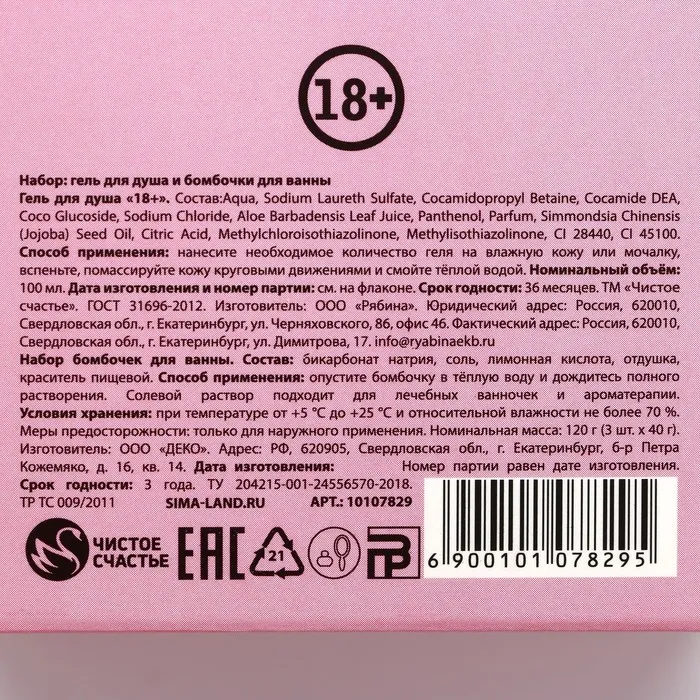 18+
Набор: гель для душа и бомбочки для ванны
Гель для душа «18+». Состав:Aqua, Sodium Laureth Sulfate, Cocamidopropyl Betaine, Cocamide DEA,
Coco Glucoside, Sodium Chloride, Aloe Barbadensis Leaf Juice, Panthenol, Parfum, Simmondsia Chinensis
(Jojoba) Seed Oil, Citric Acid, Methylchloroisothiazolinone, Methylisothiazolinone, CI 28440, CI 45100.
Способ применения: нанесите необходимое количество геля на влажную кожу или мочалку,
вспеньте, помассируйте кожу круговыми движениями и смойте тёплой водой. Номинальный объём:
100 мл. Дата изготовления и номер партии: см. на флаконе. Срок годности: 36 месяцев. ТМ «Чистое
счастье». ГОСТ 31696-2012. Изготовитель: ООО «Рябина». Юридический адрес: Россия, 620010,
Свердловская обл., г. Екатеринбург, ул. Черняховского, 86, офис 46. Фактический адрес: Россия, 620010,
Свердловская обл., г. Екатеринбург, ул. Димитрова, 17. info@ryabinaekb.ru
Набор бомбочек для ванны. Состав: бикарбонат натрия, соль, лимонная кислота, отдушка,
краситель пищевой. Способ применения: опустите бомбочку в тёплую воду и дождитесь полного
растворения. Солевой раствор подходит для лечебных ванночек и ароматерапии.
Условия хранения: при температуре от +5 °С до +25 °С и относительной влажности не более 70 %.
Меры предосторожности: только для наружного применения. Номинальная масса: 120 г (3 шт. х 40 г).
Изготовитель: ООО «ДЕКО». Адрес: РФ, 620905, Свердловская обл., г. Екатеринбург, б-р Петра
Кожемяко, д. 16, кв. 14. Дата изготовления: Номер партии равен дате изготовления.
Срок годности: 3 года. ТУ 204215-001-24556570-2018.
ТР ТС 009/2011 SIMA-LAND.RU АРТ.: 10107829
ЧИСТОЕ
СЧАСТЬЕ
ЕАС
21
6 900101 078295